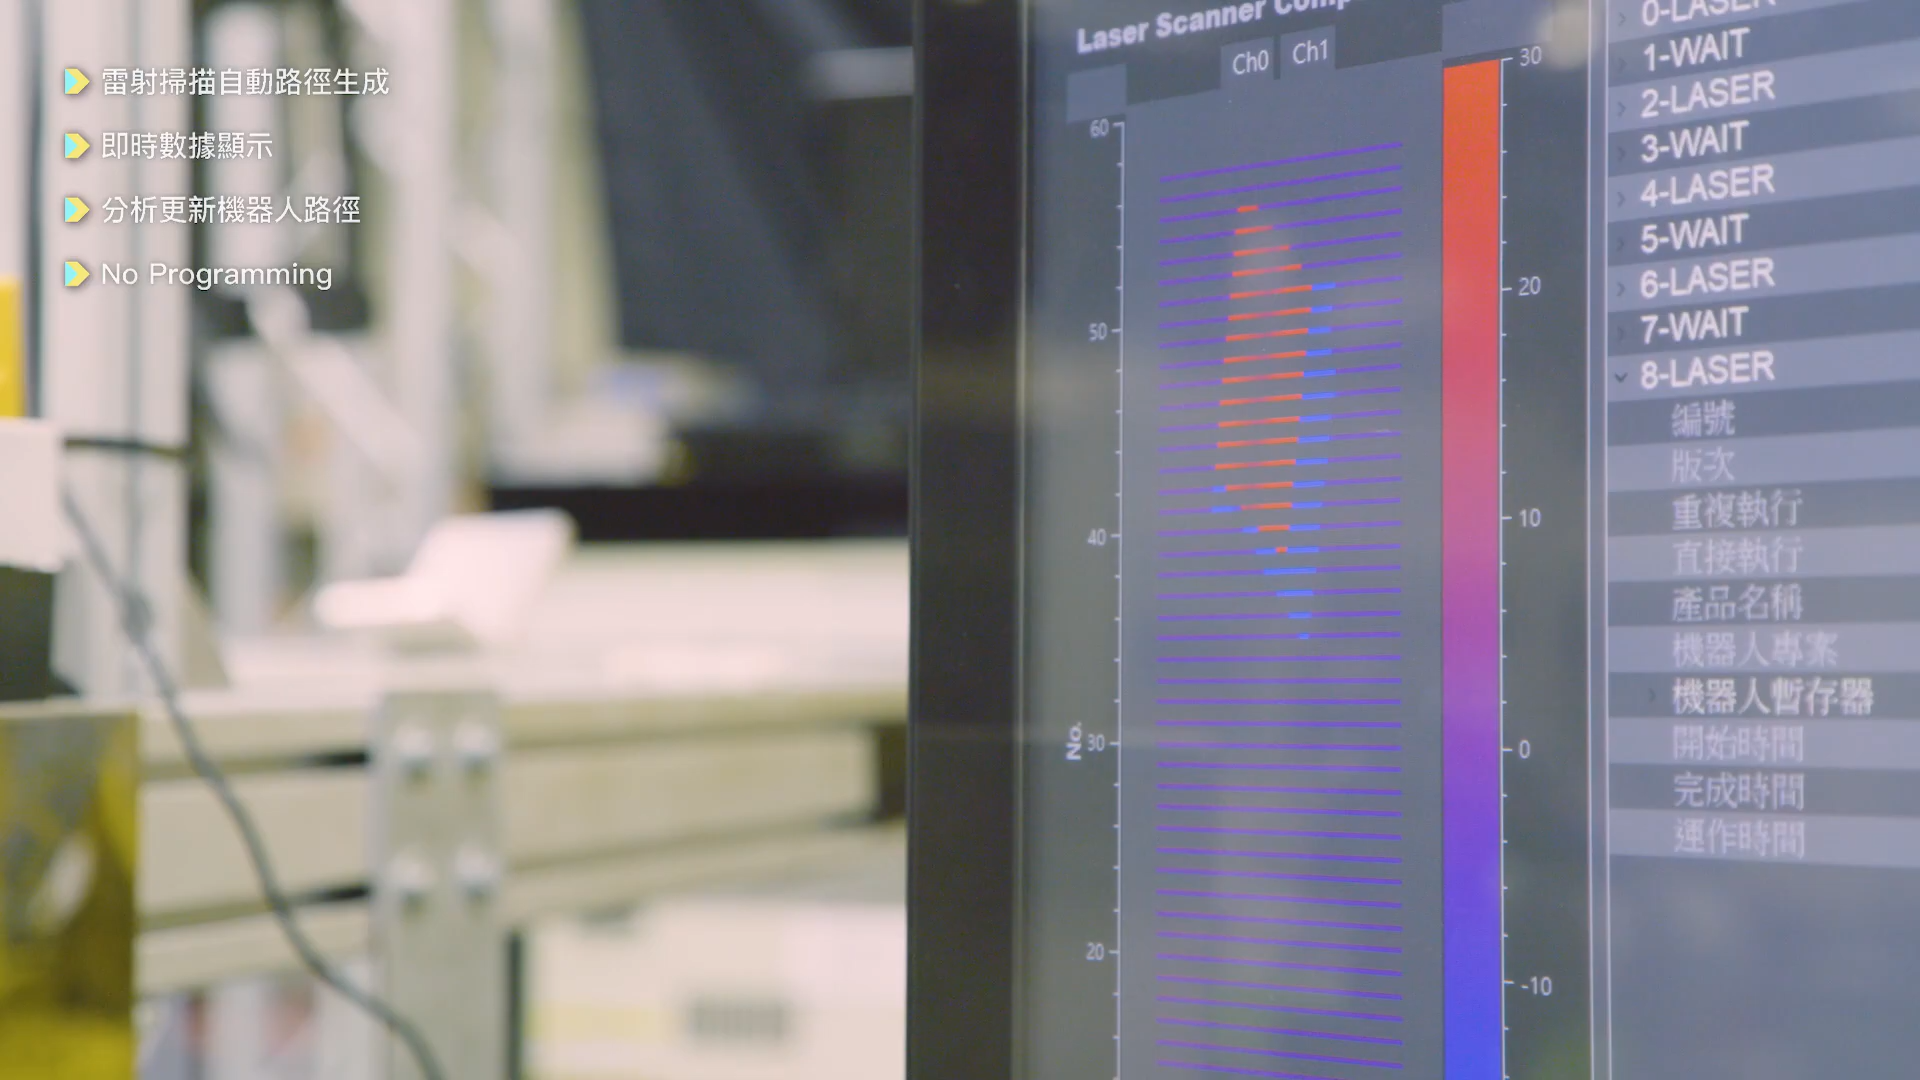 雷射掃描自動路徑生成
即時數據顯示
分析更新機器人路徑
No Programming
Laser Scanner
Ch0 Ch1
60
50
40
30
20
No.
30
20
10
0
-10
0-LASER
1-WAIT
2-LASER
3-WAIT
4-LASER
5-WAIT
6-LASER
7-WAIT
8-LASER
編號
版次
重複執行
直接執行
產品名稱
機器人專案
機器人暫存器
開始時間
完成時間
運作時間